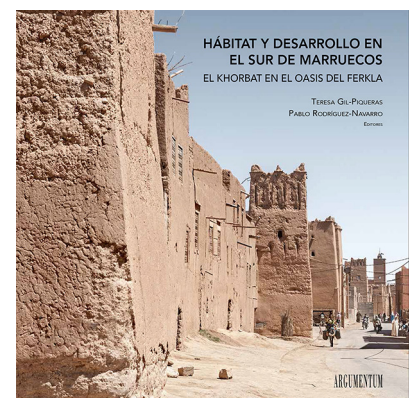 HÁBITAT Y DESARROLLO EN
EL SUR DE MARRUECOS
EL KHORBAT EN EL OASIS DEL FERKLA
Teresa Gil-Piqueras
Pablo Rodríguez-Navarro
Editores
ARGUMENTUM